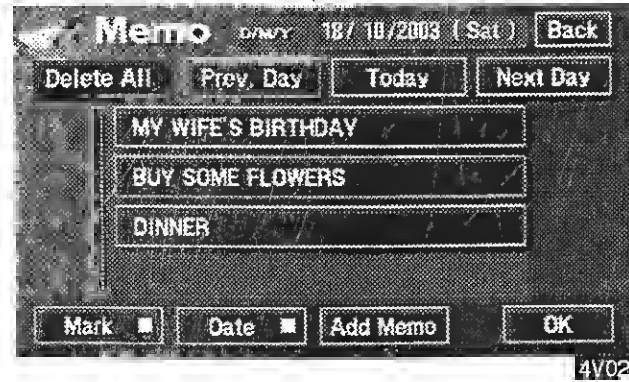 Memo D/M/Y 18/ 10/2003 ( Sat ) Back
Delete All Prev. Day Today Next Day
MY WIFE'S BIRTHDAY
BUY SOME FLOWERS
DINNER
Mark Date Add Memo OK
4V02